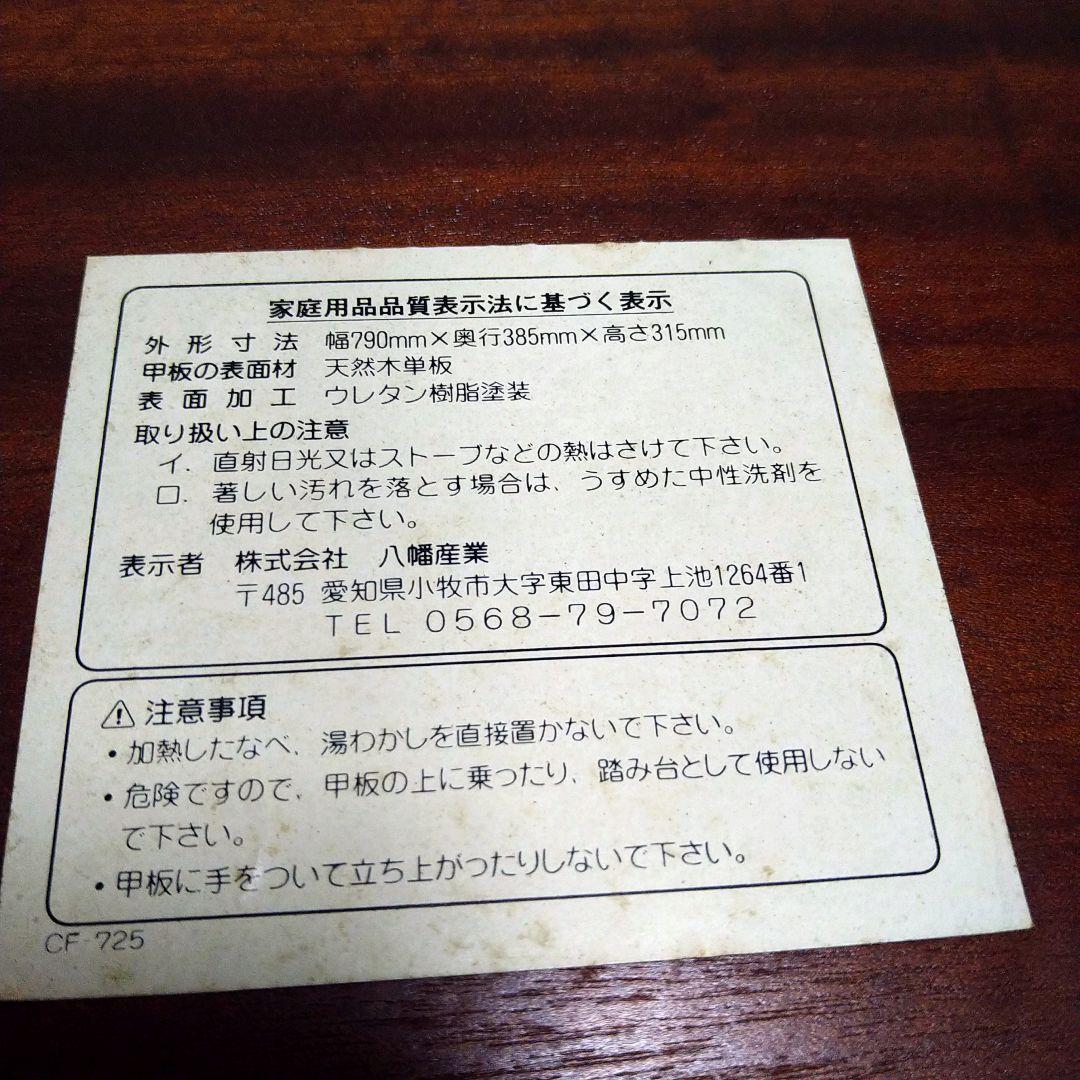 家庭用品品質表示法に基づく表示
外形寸法 幅790mm×奥行385mm×高さ315mm
甲板の表面材 天然木単板
表面加工 ウレタン樹脂塗装
取り扱い上の注意
イ．直射日光又はストーブなどの熱はさけて下さい。
ロ．著しい汚れを落とす場合は、うすめた中性洗剤を
使用して下さい。
表示者 株式会社 八幡産業
〒485 愛知県小牧市大字東田中字上池1264番1
TEL 0568-79-7072
⚠ 注意事項
・加熱したなべ、湯わかしを直接置かないで下さい。
・危険ですので、甲板の上に乗ったり、踏み台として使用しない
で下さい。
・甲板に手をついて立ち上がったりしないで下さい。
CF-725